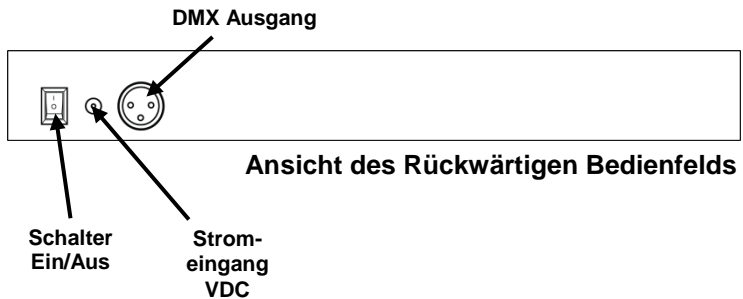 DMX Ausgang
Ansicht des Rückwärtigen Bedienfelds
Schalter
Ein/Aus
Strom-
eingang
VDC